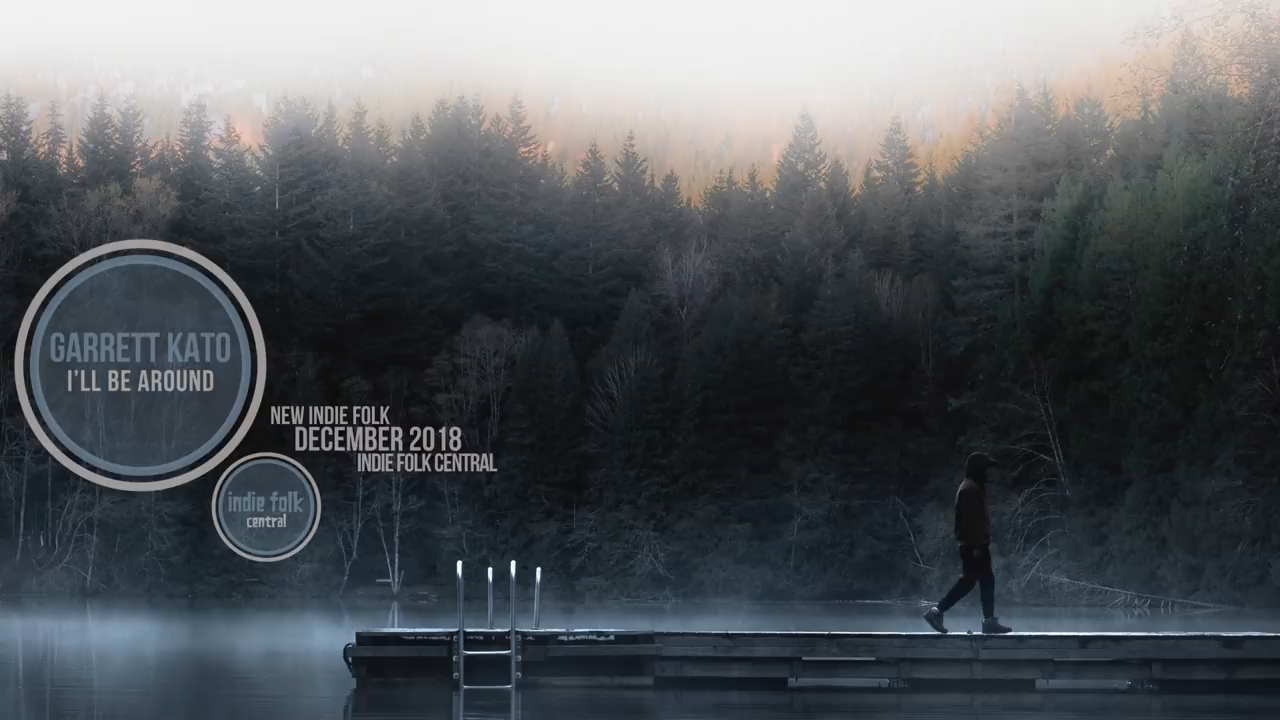 GARRETT KATO
I'LL BE AROUND
NEW INDIE FOLK
DECEMBER 2018
INDIE FOLK CENTRAL
indie folk
central